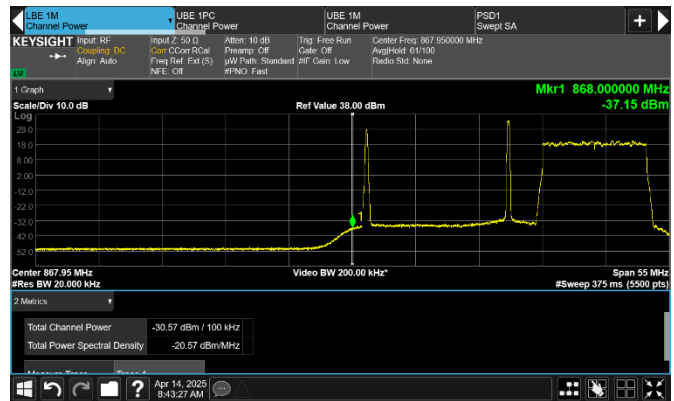 LBE 1M
Channel Power
UBE 1PC
Channel Power
UBE 1M
Channel Power
PSD1
Swept SA
KEYSIGHT
Input: RF
Coupling: DC
Align: Auto
Input Z: 50 Ω
Corr CCorr RCal
Freq Ref: Ext (S)
NFE: Off
Atten: 10 dB
Preamp: Off
µW Path: Standard
#PNO: Fast
Trig: Free Run
Gate: Off
#IF Gain: Low
Center Freq: 867.950000 MHz
Avg|Hold: 61/100
Radio Std: None
LXI
1 Graph
Scale/Div 10.0 dB
Ref Value 38.00 dBm
Mkr1 868.000000 MHz
-37.15 dBm
Log
28.0
18.0
8.00
-2.00
-12.0
-22.0
-32.0
-42.0
-52.0
1
Center 867.95 MHz
#Res BW 20.000 kHz
Video BW 200.00 kHz*
Span 55 MHz
#Sweep 375 ms (5500 pts)
2 Metrics
Total Channel Power -30.57 dBm / 100 kHz
Total Power Spectral Density -20.57 dBm/MHz
Apr 14, 2025
8:43:27 AM